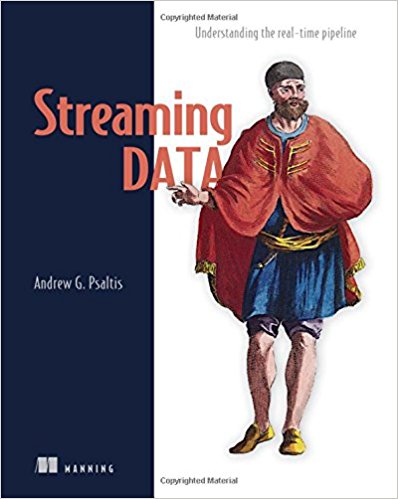 Copyrighted Material
Understanding the real-time pipeline
Streaming
DATA
Andrew G. Psaltis
MANNING
Copyrighted Material